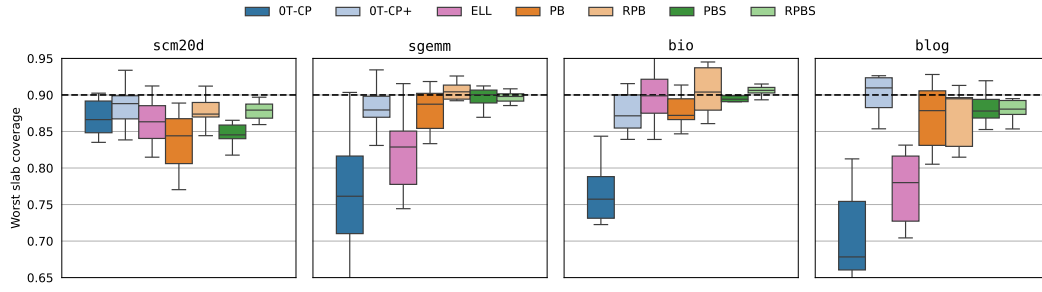 OT-CP OT-CP+ ELL PB RPB PBS RPBS
scm20d sgemm bio blog
Worst slab coverage
0.95
0.90
0.85
0.80
0.75
0.70
0.65